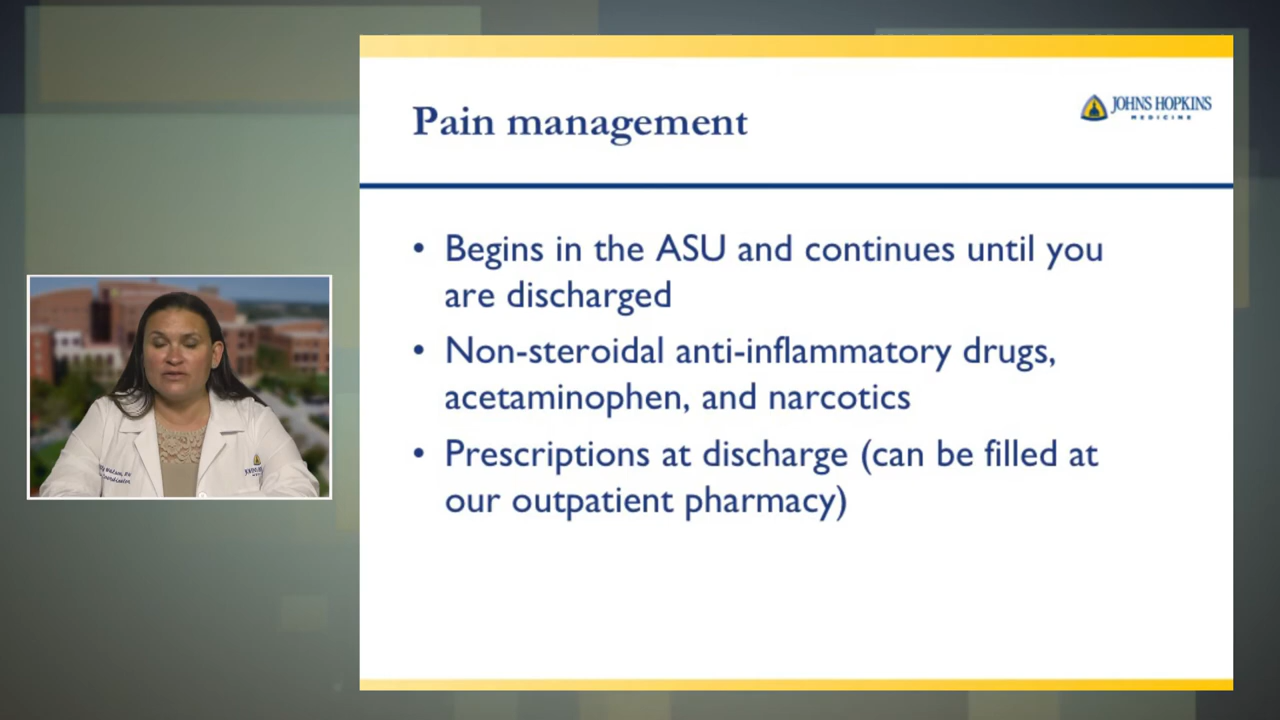 Pain management
JOHNS HOPKINS
MEDICINE
• Begins in the ASU and continues until you
are discharged
• Non-steroidal anti-inflammatory drugs,
acetaminophen, and narcotics
• Prescriptions at discharge (can be filled at
our outpatient pharmacy)